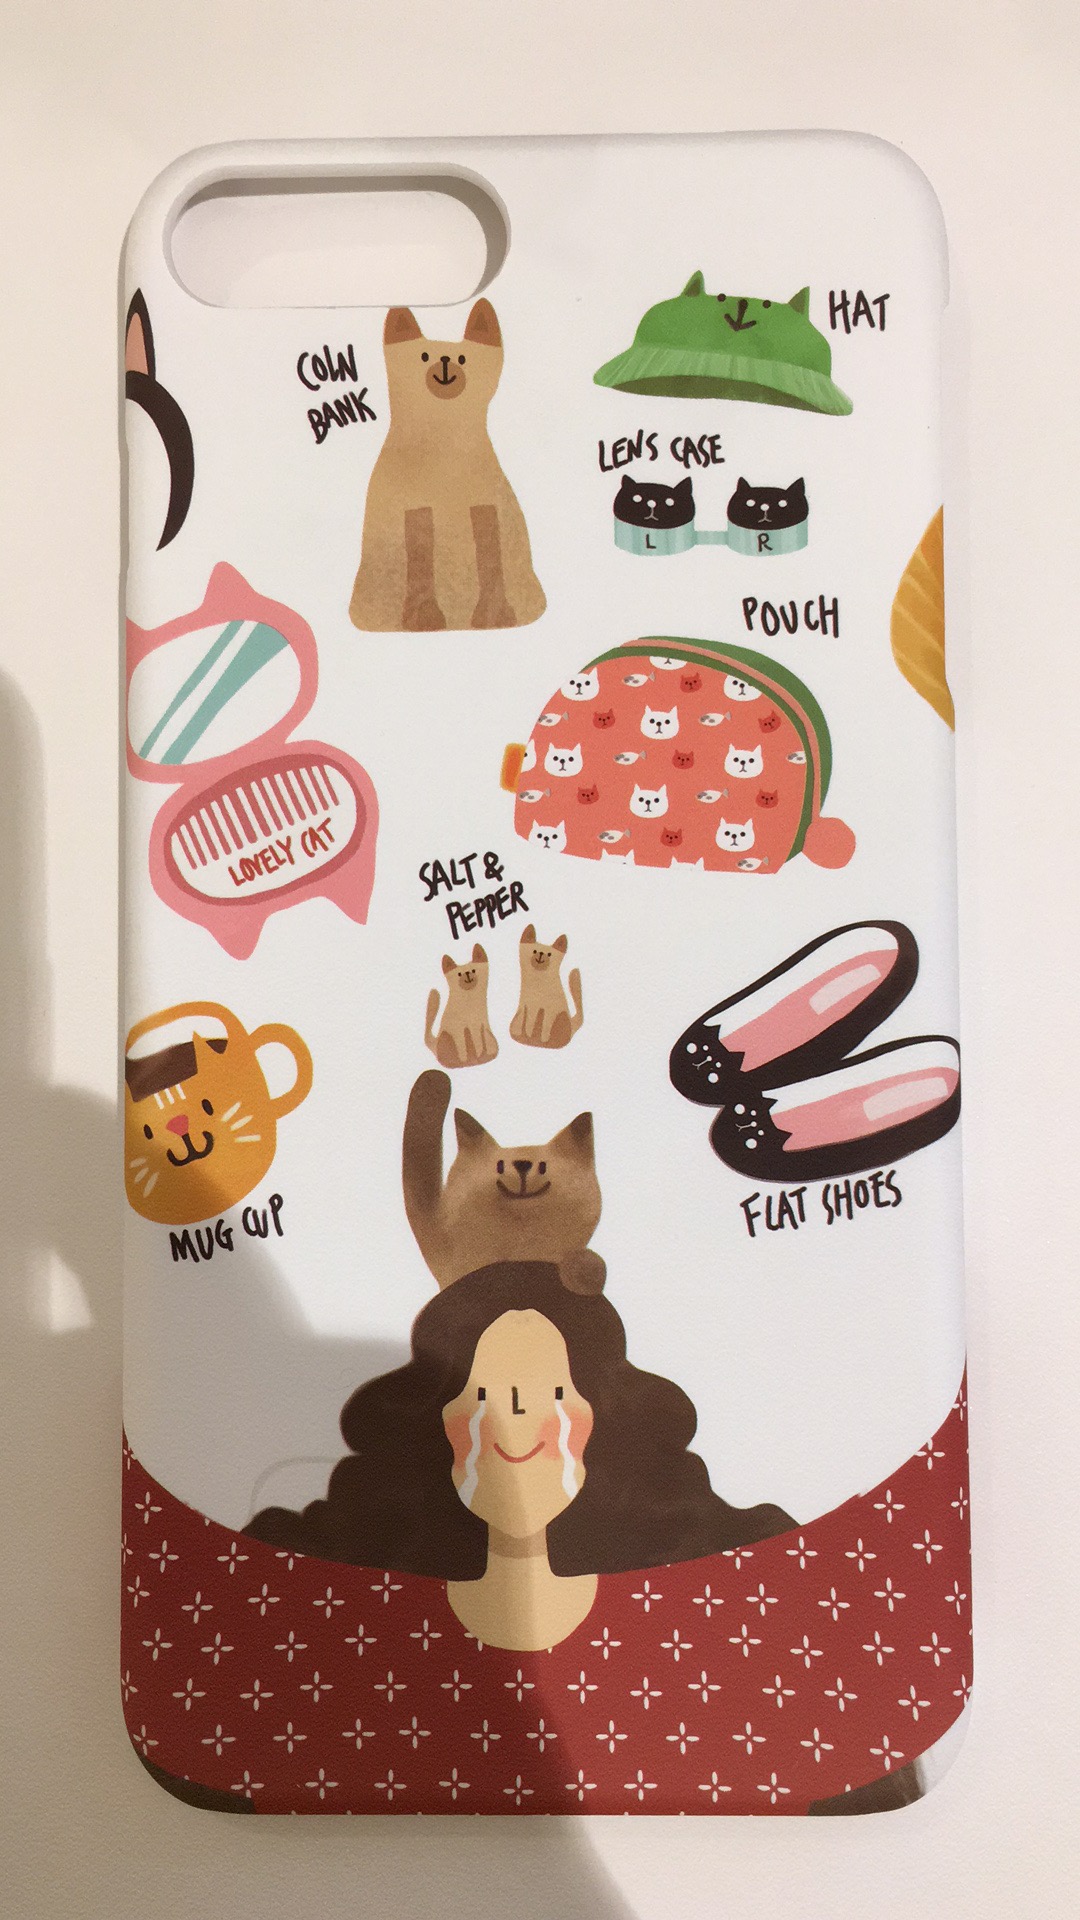 COIN
BANK
HAT
LENS CASE
L R
POUCH
LOVELY CAT
SALT &
PEPPER
MUG CUP
FLAT SHOES